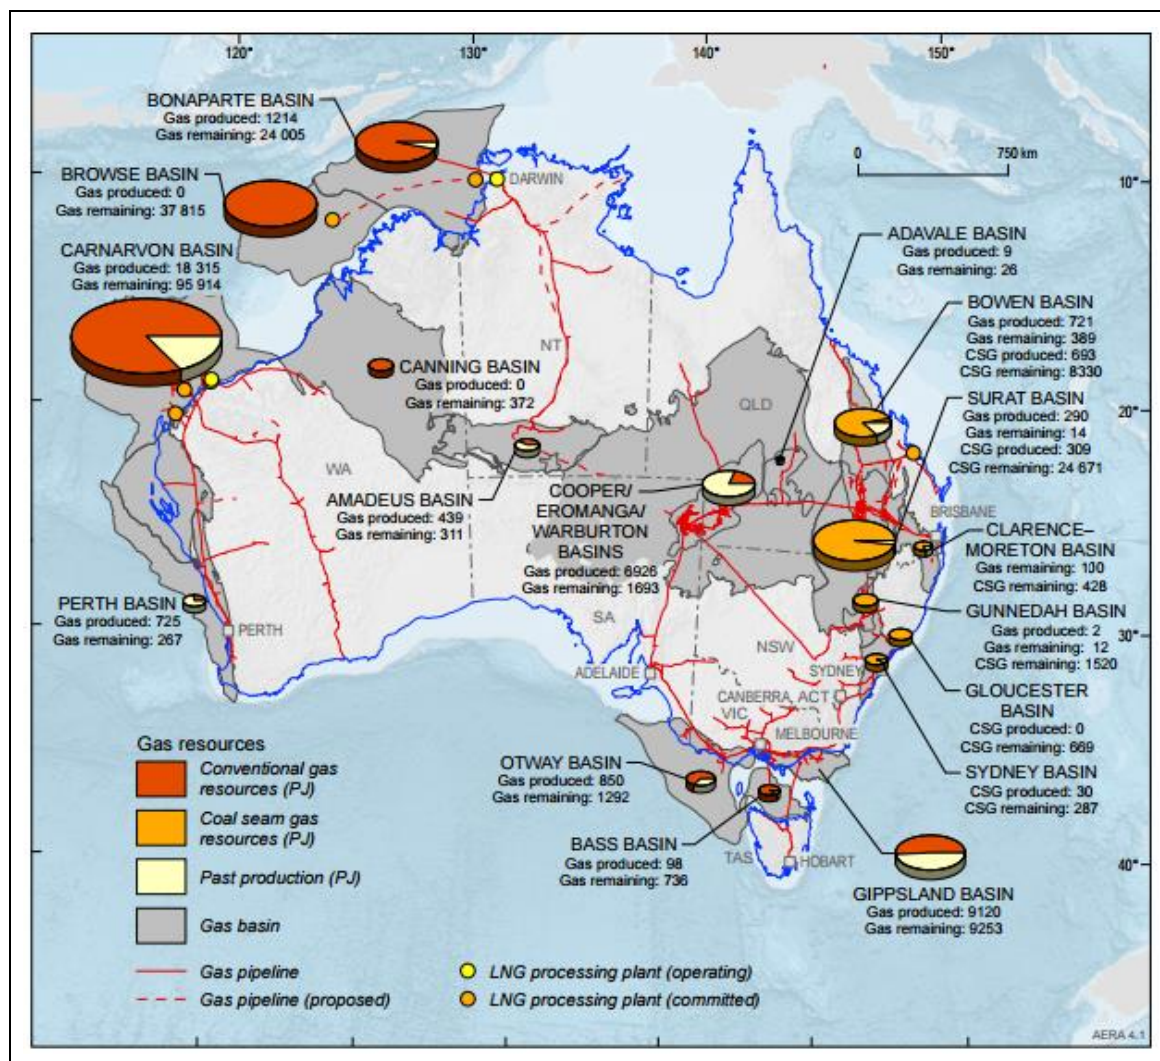 120°
130°
140°
150°
BONAPARTE BASIN
Gas produced: 1214
Gas remaining: 24 005
BROWSE BASIN
Gas produced: 0
Gas remaining: 37 815
CARNARVON BASIN
Gas produced: 18 315
Gas remaining: 95 914
DARWIN
0
750 km
10°
ADAVALE BASIN
Gas produced: 9
Gas remaining: 26
BOWEN BASIN
Gas produced: 721
Gas remaining: 389
CSG produced: 693
CSG remaining: 8330
NT
CANNING BASIN
Gas produced: 0
Gas remaining: 372
QLD
SURAT BASIN
Gas produced: 290
Gas remaining: 14
CSG produced: 309
CSG remaining: 24 671
20°
WA
AMADEUS BASIN
Gas produced: 439
Gas remaining: 311
COOPER/
EROMANGA/
WARBURTON
BASINS
Gas produced: 6926
Gas remaining: 1693
BRISBANE
CLARENCE–
MORETON BASIN
Gas remaining: 100
CSG remaining: 428
PERTH BASIN
Gas produced: 725
Gas remaining: 267
PERTH
SA
GUNNEDAH BASIN
Gas produced: 2
Gas remaining: 12
CSG remaining: 1520
30°
NSW
ADELAIDE
SYDNEY
CANBERRA, ACT
VIC
MELBOURNE
GLOUCESTER
BASIN
CSG produced: 0
CSG remaining: 669
SYDNEY BASIN
CSG produced: 30
CSG remaining: 287
OTWAY BASIN
Gas produced: 850
Gas remaining: 1292
BASS BASIN
Gas produced: 98
Gas remaining: 736
TAS
HOBART
40°
GIPPSLAND BASIN
Gas produced: 9120
Gas remaining: 9253
Gas resources
Conventional gas
resources (PJ)
Coal seam gas
resources (PJ)
Past production (PJ)
Gas basin
Gas pipeline
Gas pipeline (proposed)
LNG processing plant (operating)
LNG processing plant (committed)
AERA 4.1